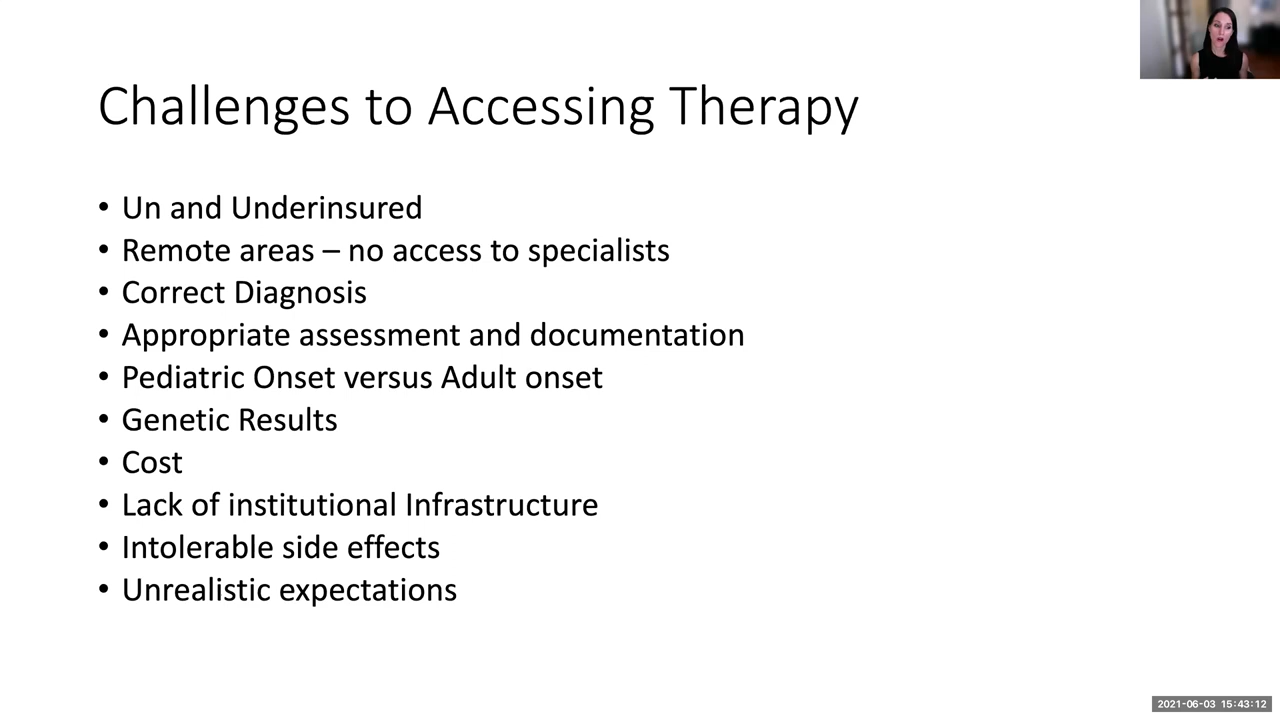 Challenges to Accessing Therapy
• Un and Underinsured
• Remote areas – no access to specialists
• Correct Diagnosis
• Appropriate assessment and documentation
• Pediatric Onset versus Adult onset
• Genetic Results
• Cost
• Lack of institutional Infrastructure
• Intolerable side effects
• Unrealistic expectations
2021-06-03 15:43:12